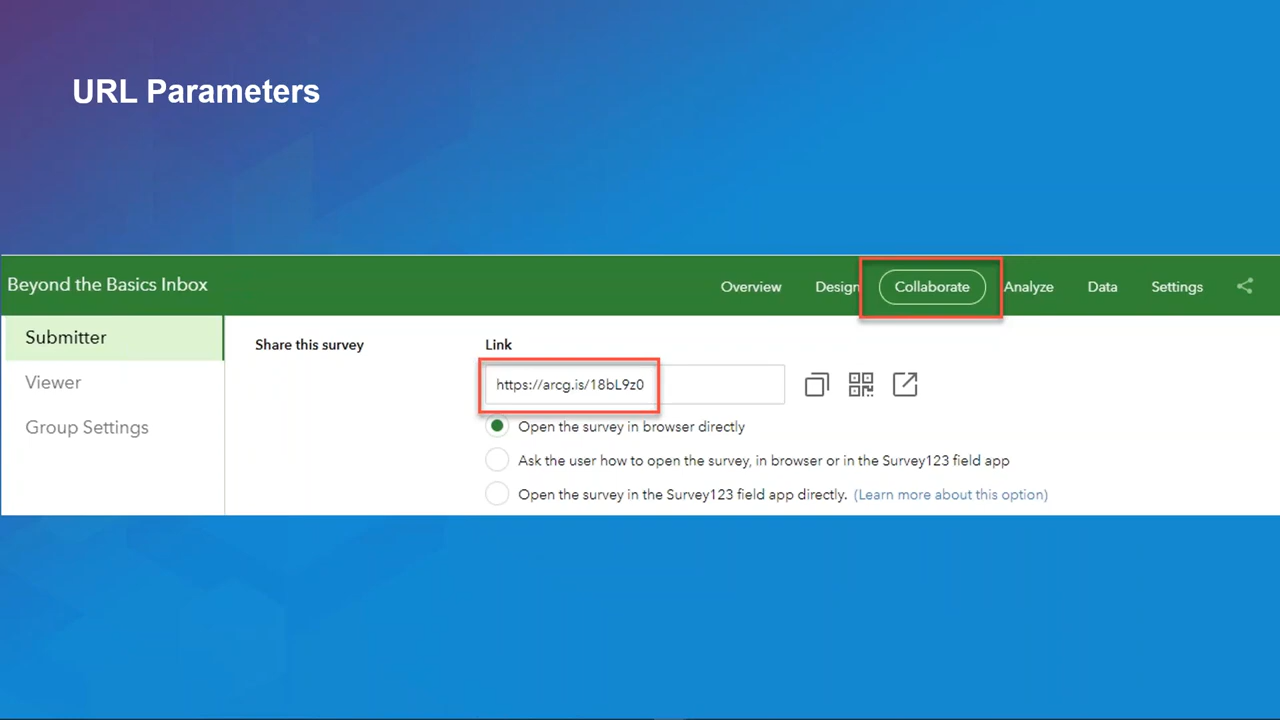 URL Parameters
Beyond the Basics Inbox
Overview
Design
Collaborate
Analyze
Data
Settings
Submitter
Viewer
Group Settings
Share this survey
Link
https://arcg.is/18bL9z0
Open the survey in browser directly
Ask the user how to open the survey, in browser or in the Survey123 field app
Open the survey in the Survey123 field app directly. (Learn more about this option)